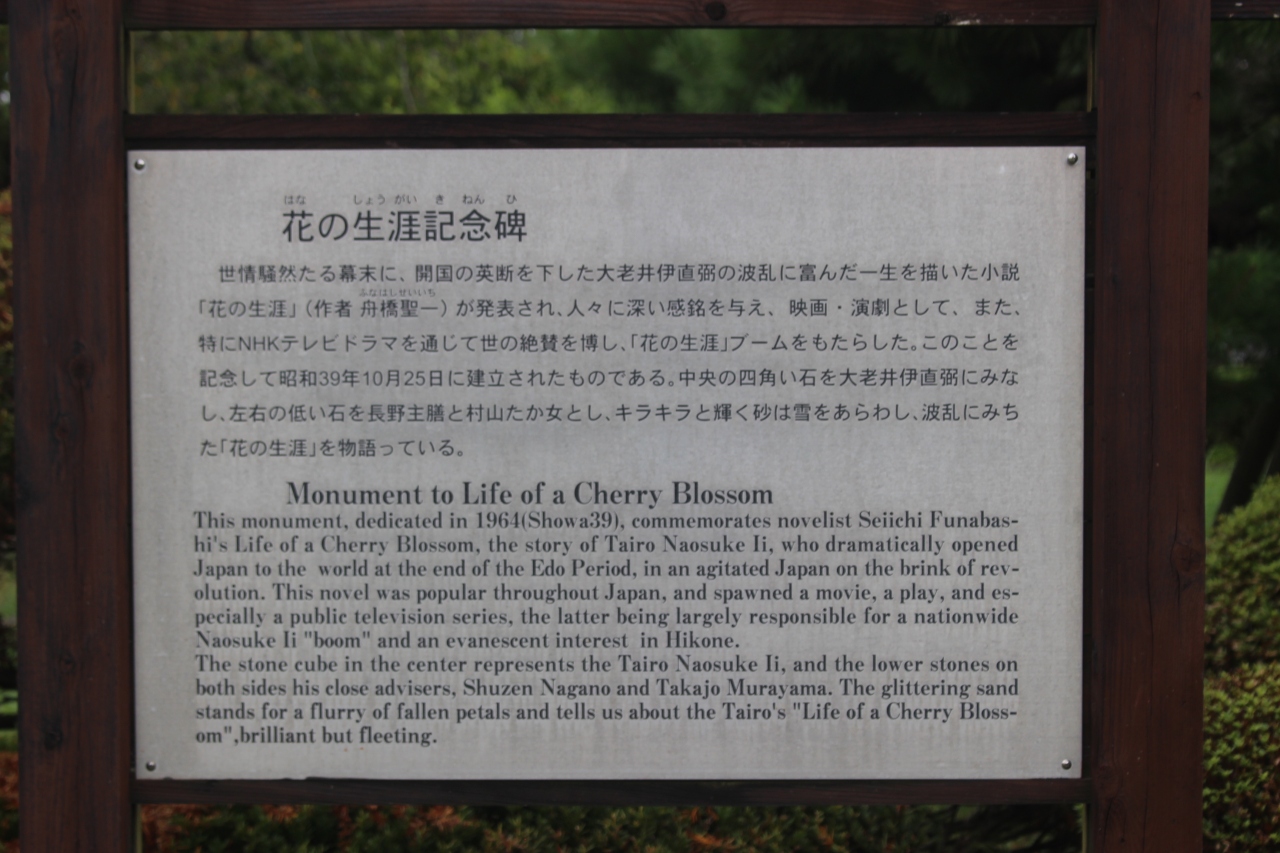 はな しょうがい き ねん ひ
花の生涯記念碑
世情騒然たる幕末に、開国の英断を下した大老井伊直弼の波乱に富んだ一生を描いた小説
ふなはしせいいち
「花の生涯」(作者 舟橋聖一)が発表され、人々に深い感銘を与え、映画・演劇として、また、
特にNHKテレビドラマを通じて世の絶賛を博し、「花の生涯」ブームをもたらした。このことを
記念して昭和39年10月25日に建立されたものである。中央の四角い石を大老井伊直弼にみな
し、左右の低い石を長野主膳と村山たか女とし、キラキラと輝く砂は雪をあらわし、波乱にみち
た「花の生涯」を物語っている。
Monument to Life of a Cherry Blossom
This monument, dedicated in 1964(Showa39), commemorates novelist Seiichi Funabas-
hi's Life of a Cherry Blossom, the story of Tairo Naosuke Ii, who dramatically opened
Japan to the world at the end of the Edo Period, in an agitated Japan on the brink of rev-
olution. This novel was popular throughout Japan, and spawned a movie, a play, and es-
pecially a public television series, the latter being largely responsible for a nationwide
Naosuke Ii "boom" and an evanescent interest in Hikone.
The stone cube in the center represents the Tairo Naosuke Ii, and the lower stones on
both sides his close advisers, Shuzen Nagano and Takajo Murayama. The glittering sand
stands for a flurry of fallen petals and tells us about the Tairo's "Life of a Cherry Bloss-
om",brilliant but fleeting.